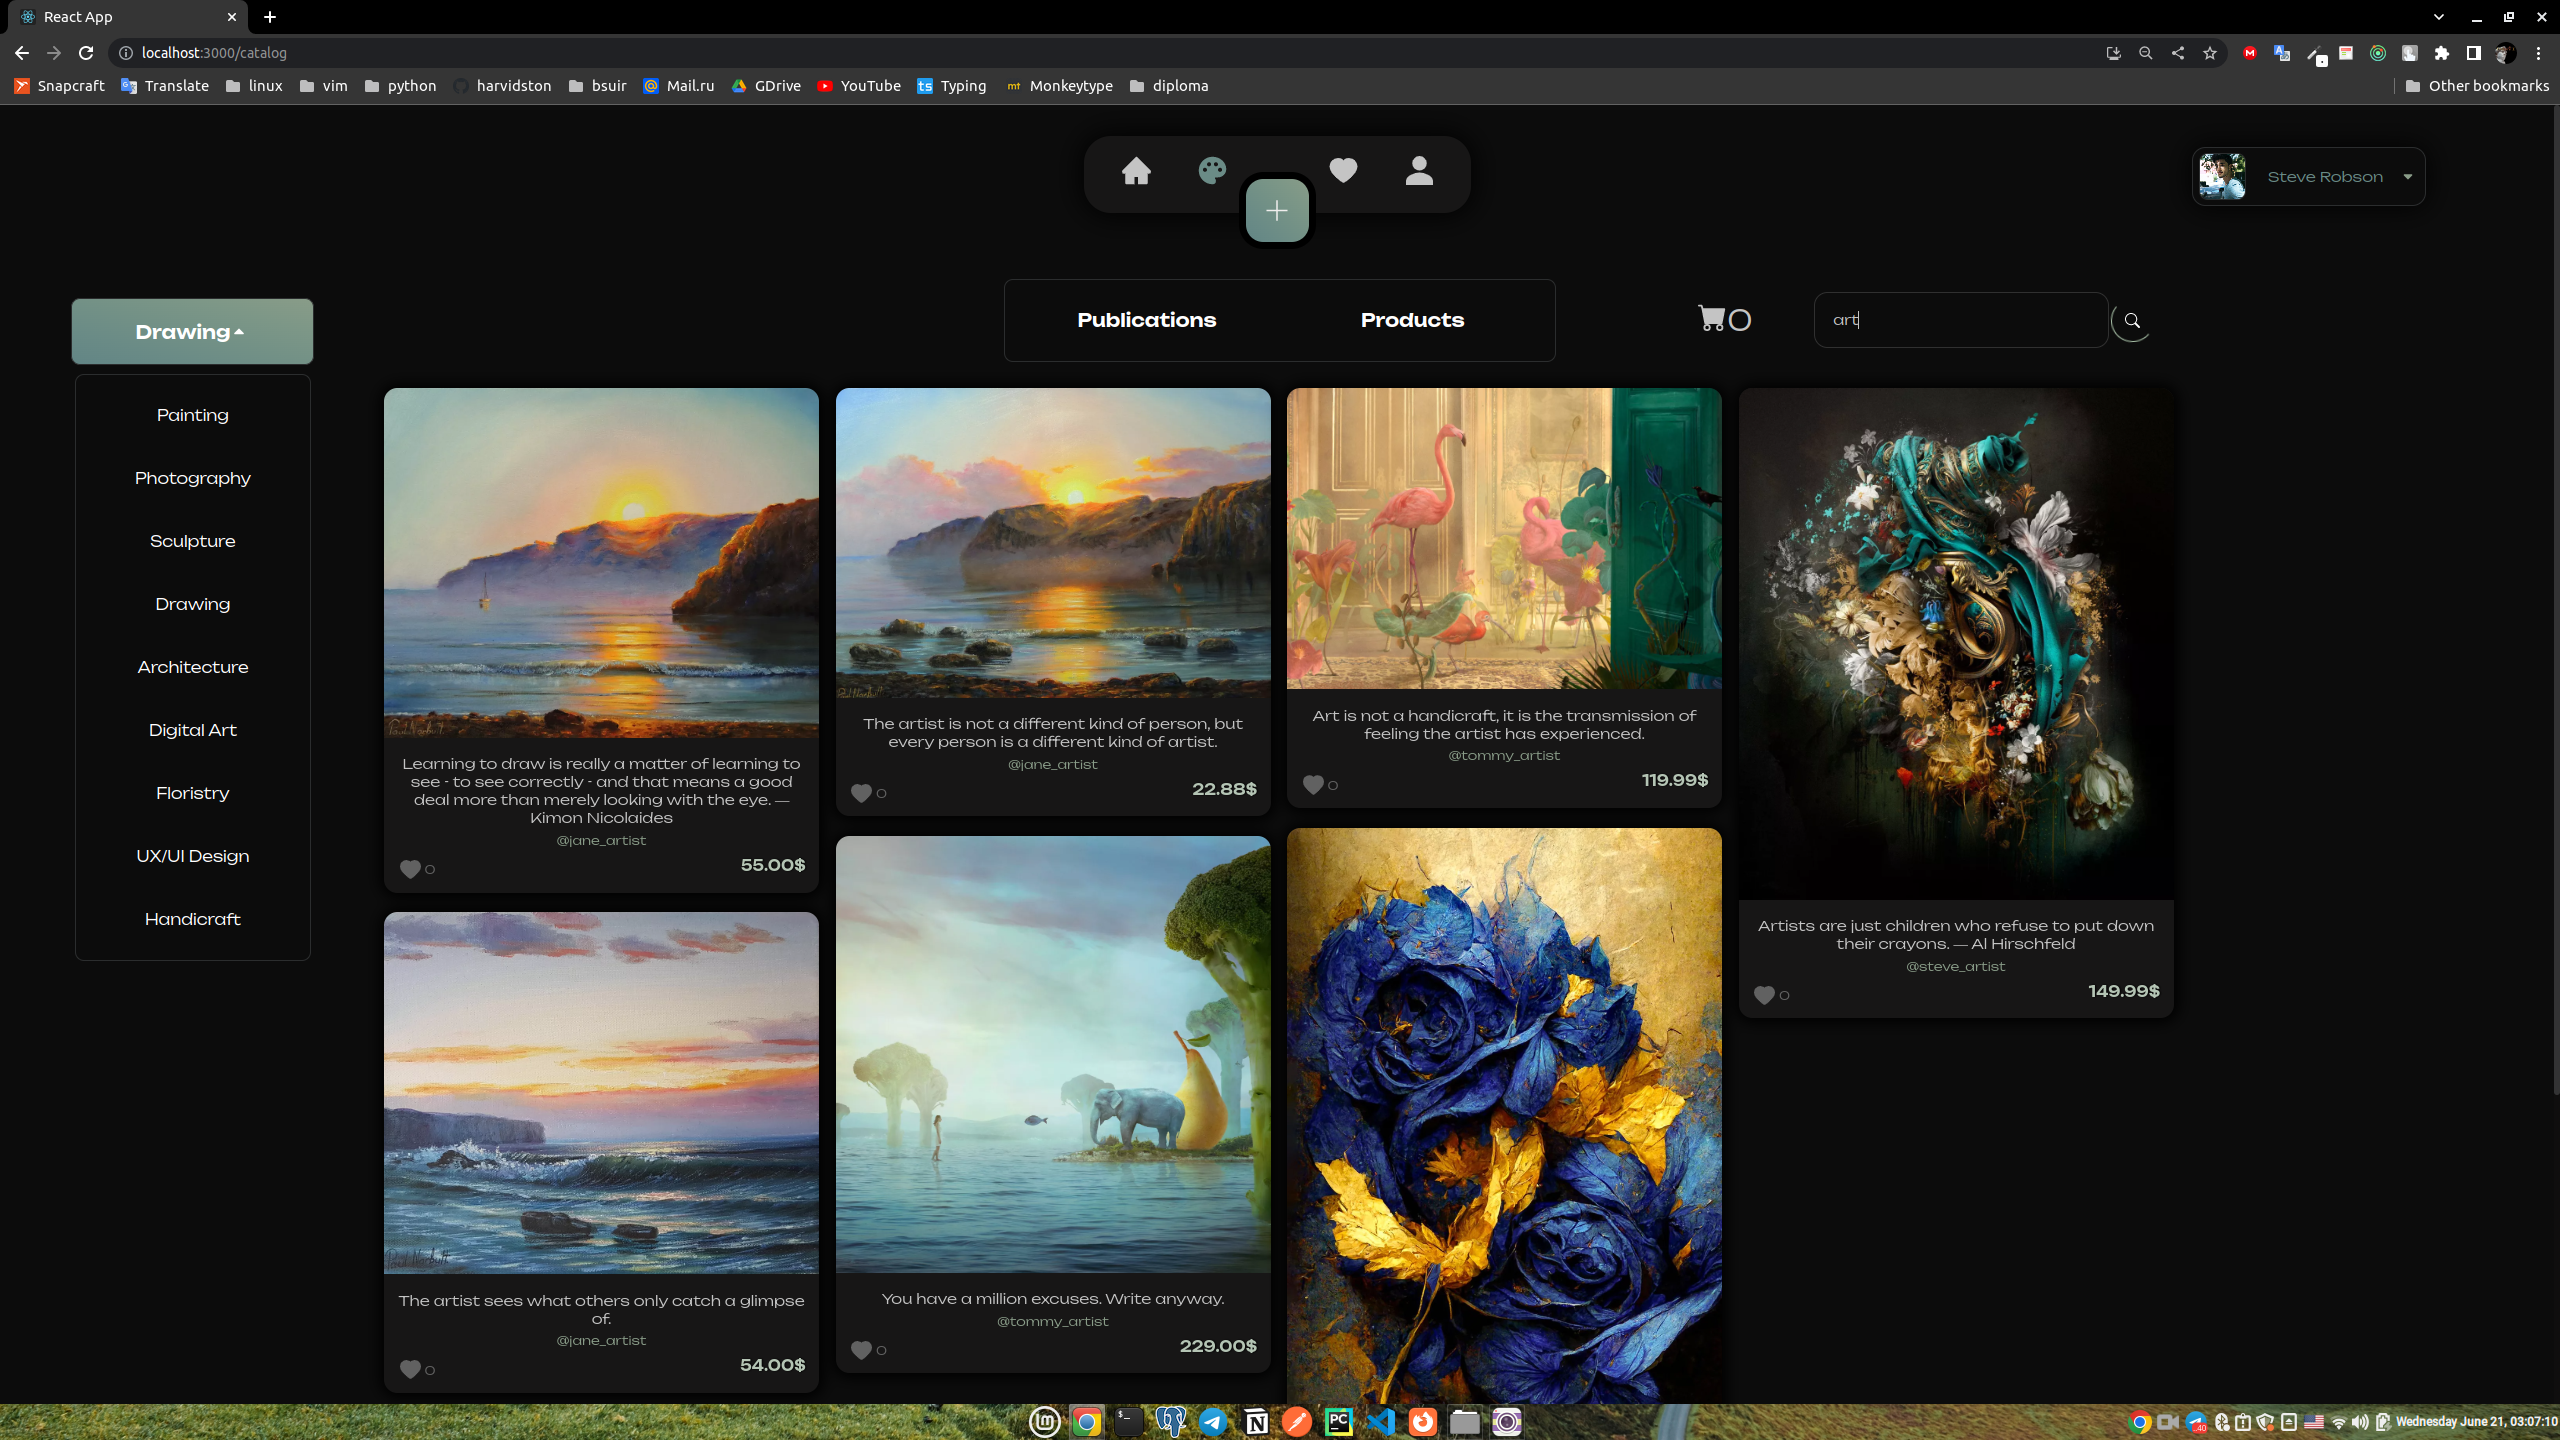 React App
localhost:3000/catalog
Snapcraft
Translate
linux
vim
python
harvidston
bsuir
Mail.ru
GDrive
YouTube
ts Typing
mt Monkeytype
diploma
Other bookmarks
Steve Robson
Drawing
Publications
Products
0
art
Painting
Photography
Sculpture
Drawing
Architecture
Digital Art
Floristry
UX/UI Design
Handicraft
Learning to draw is really a matter of learning to
see - to see correctly - and that means a good
deal more than merely looking with the eye. —
Kimon Nicolaides
@jane_artist
0
55.00$
The artist sees what others only catch a glimpse
of.
@jane_artist
0
54.00$
The artist is not a different kind of person, but
every person is a different kind of artist.
@jane_artist
0
22.88$
You have a million excuses. Write anyway.
@tommy_artist
0
229.00$
Art is not a handicraft, it is the transmission of
feeling the artist has experienced.
@tommy_artist
0
119.99$
Artists are just children who refuse to put down
their crayons. — Al Hirschfeld
@steve_artist
0
149.99$
Wednesday June 21, 03:07:10